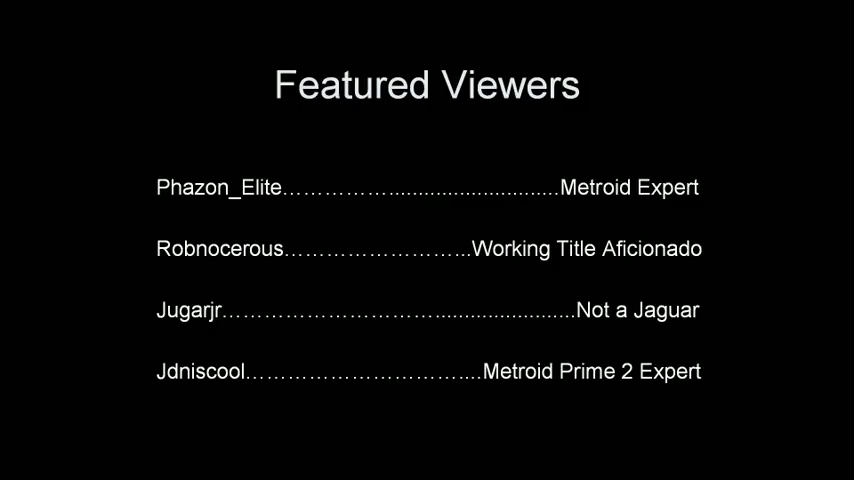 Featured Viewers
Phazon_Elite……………............................Metroid Expert
Robnocerous……………………...Working Title Aficionado
Jugarjr…………………………........................Not a Jaguar
Jdniscool…………………………....Metroid Prime 2 Expert